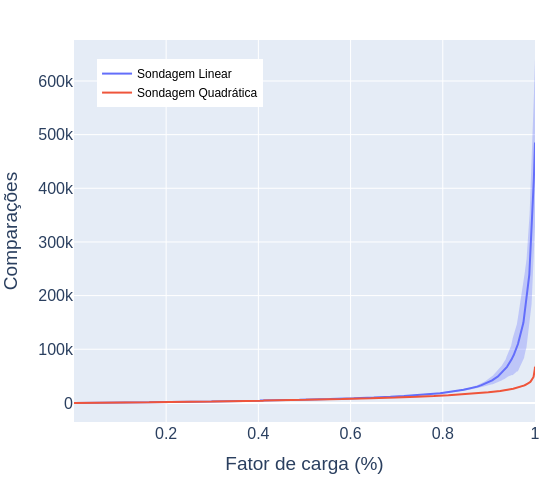 Sondagem Linear
Sondagem Quadrática
600k
500k
400k
300k
200k
100k
0
Comparações
0.2
0.4
0.6
0.8
1
Fator de carga (%)